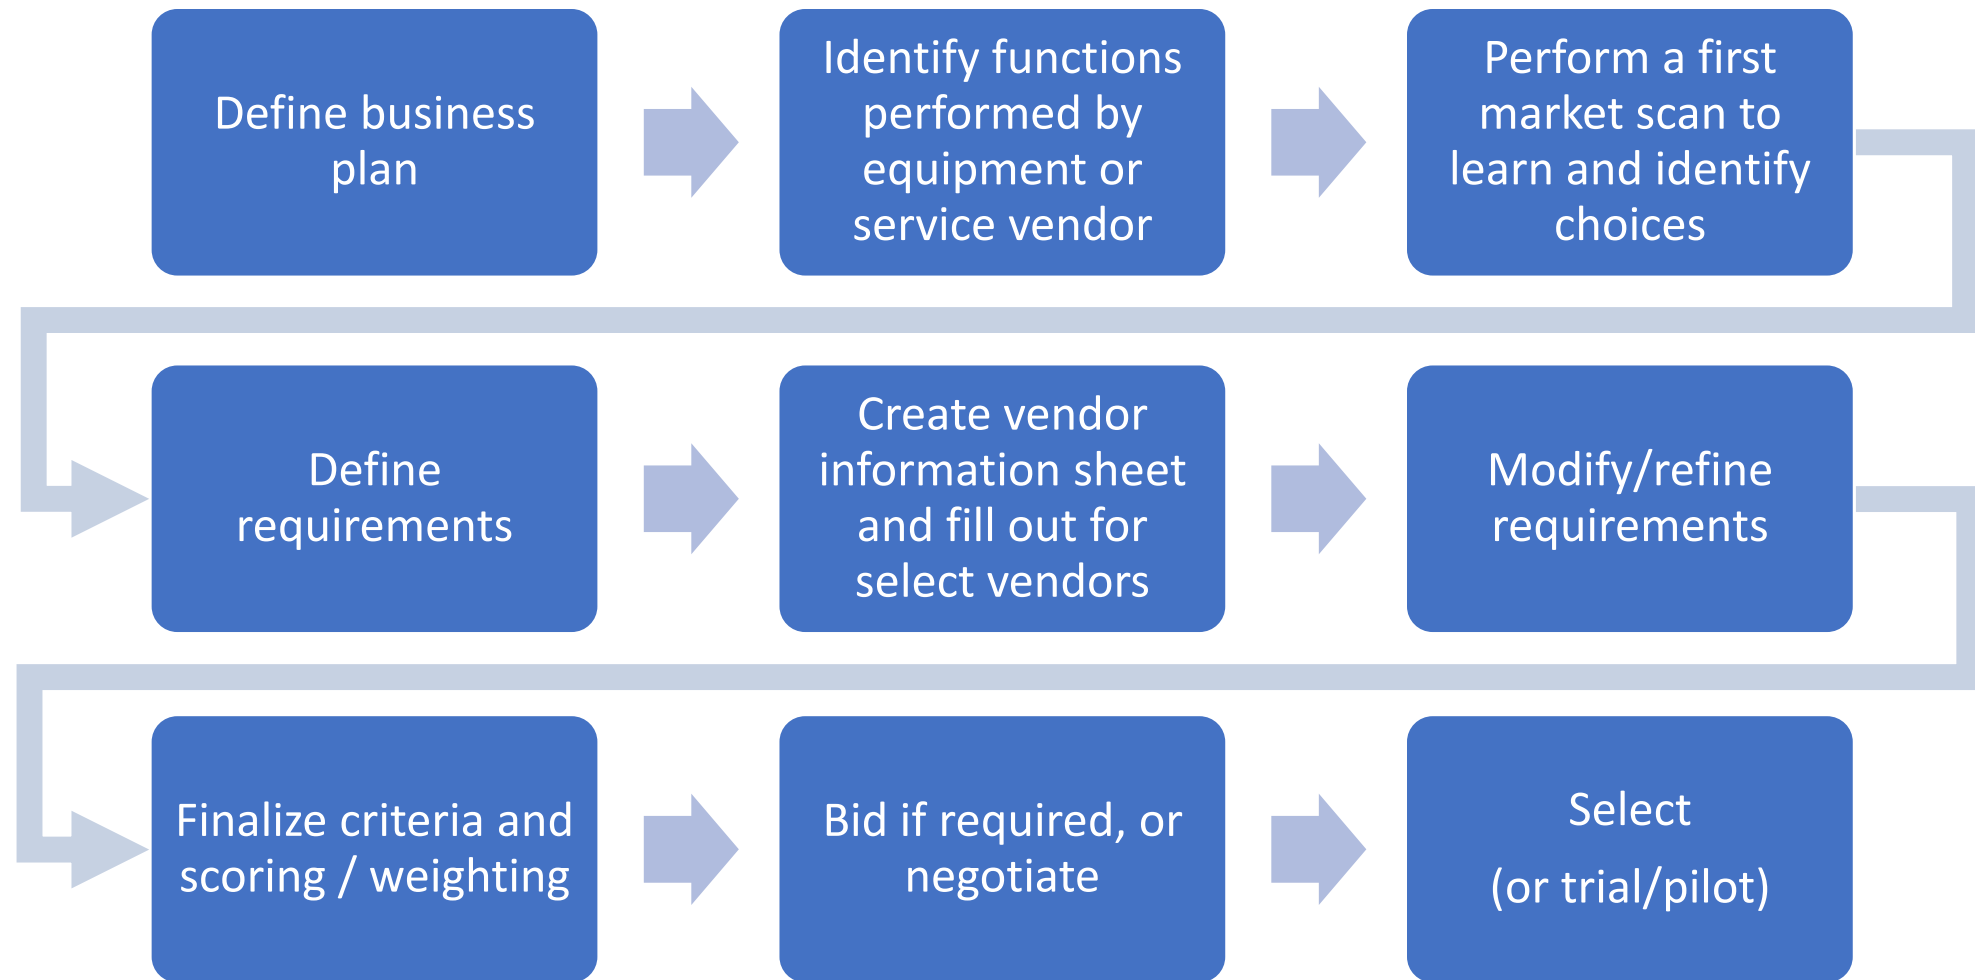 Define business
plan
Identify functions
performed by
equipment or
service vendor
Perform a first
market scan to
learn and identify
choices
Define
requirements
Create vendor
information sheet
and fill out for
select vendors
Modify/refine
requirements
Finalize criteria and
scoring / weighting
Bid if required, or
negotiate
Select
(or trial/pilot)